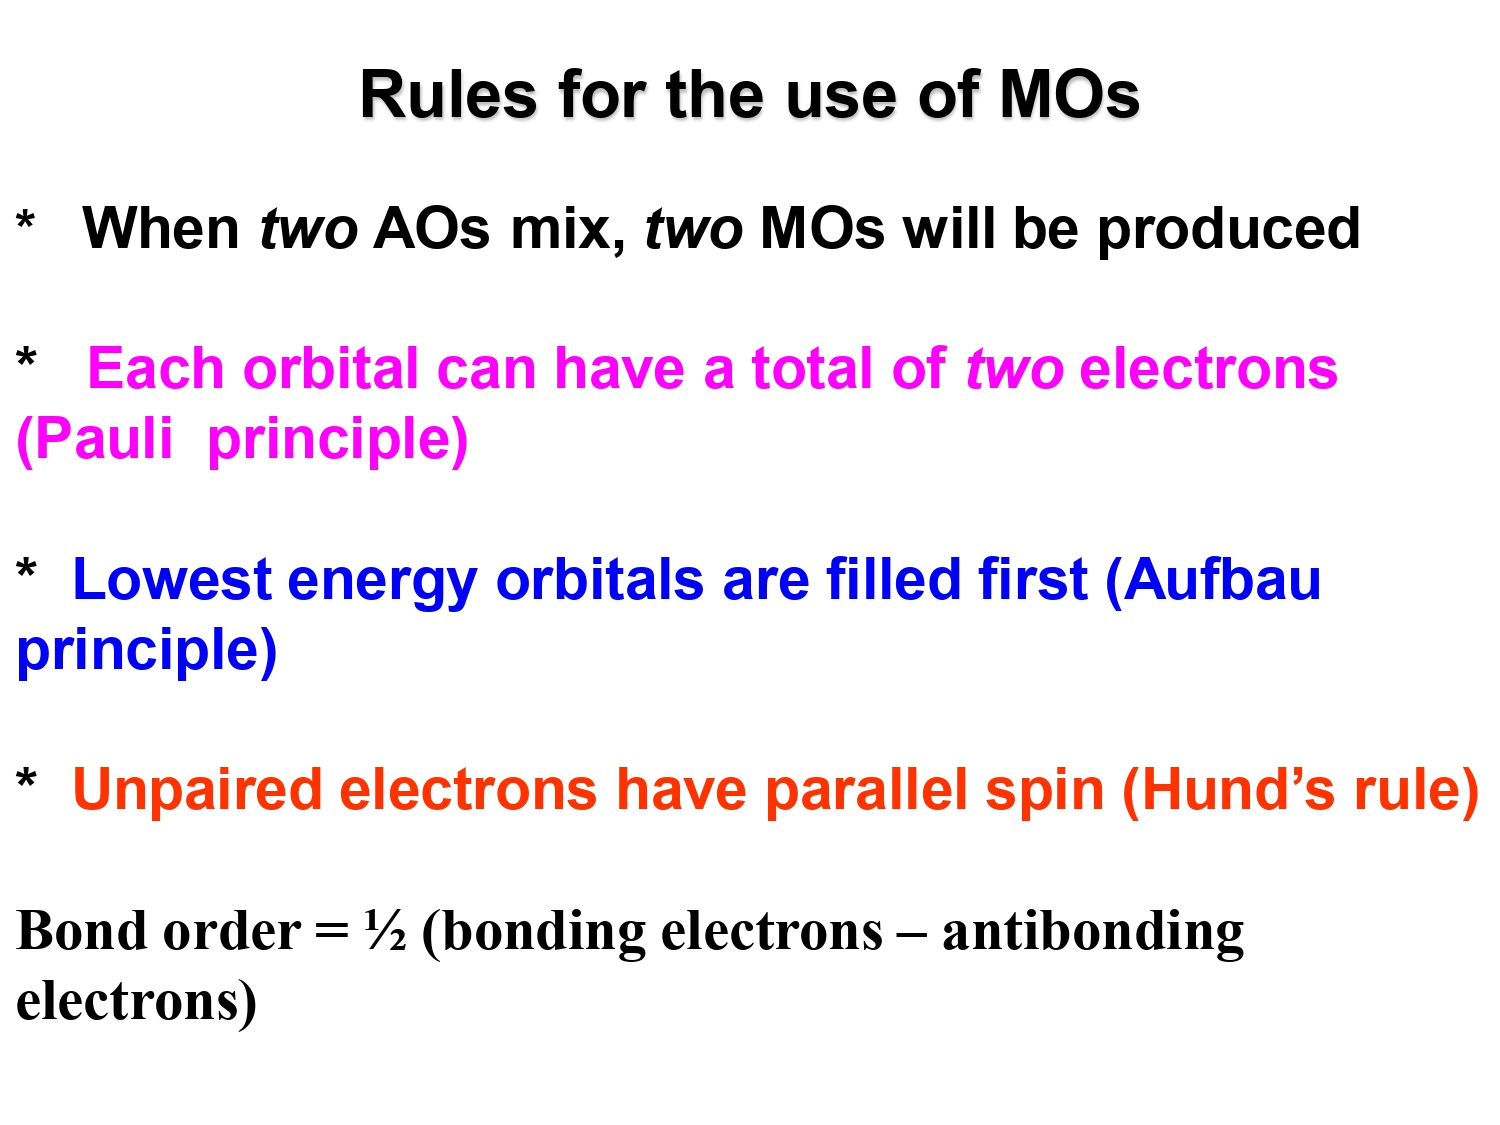 Rules for the use of MOs
* When two AOs mix, two MOs will be produced
* Each orbital can have a total of two electrons
(Pauli principle)
* Lowest energy orbitals are filled first (Aufbau
principle)
* Unpaired electrons have parallel spin (Hund’s rule)
Bond order = ½ (bonding electrons – antibonding
electrons)